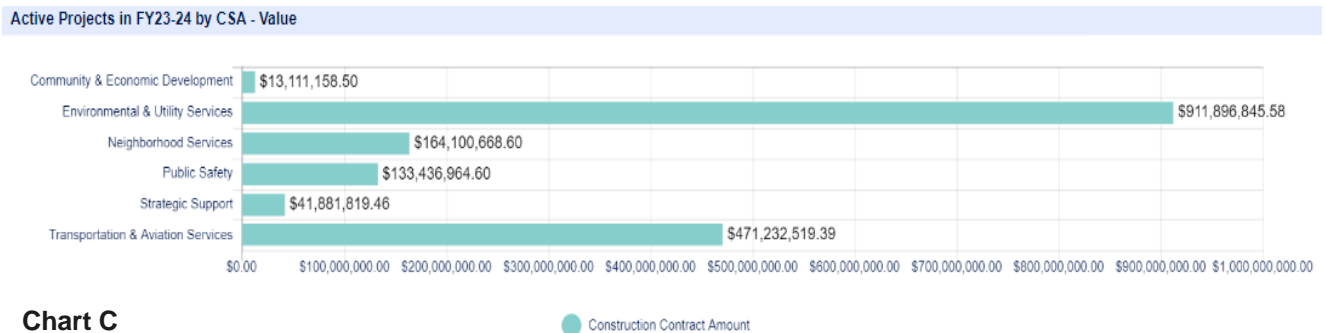 Active Projects in FY23-24 by CSA - Value
Community & Economic Development $13,111,158.50
Environmental & Utility Services $911,896,845.58
Neighborhood Services $164,100,668.60
Public Safety $133,436,964.60
Strategic Support $41,881,819.46
Transportation & Aviation Services $471,232,519.39
$0.00 $100,000,000.00 $200,000,000.00 $300,000,000.00 $400,000,000.00 $500,000,000.00 $600,000,000.00 $700,000,000.00 $800,000,000.00 $900,000,000.00 $1,000,000,000.00
Chart C Construction Contract Amount